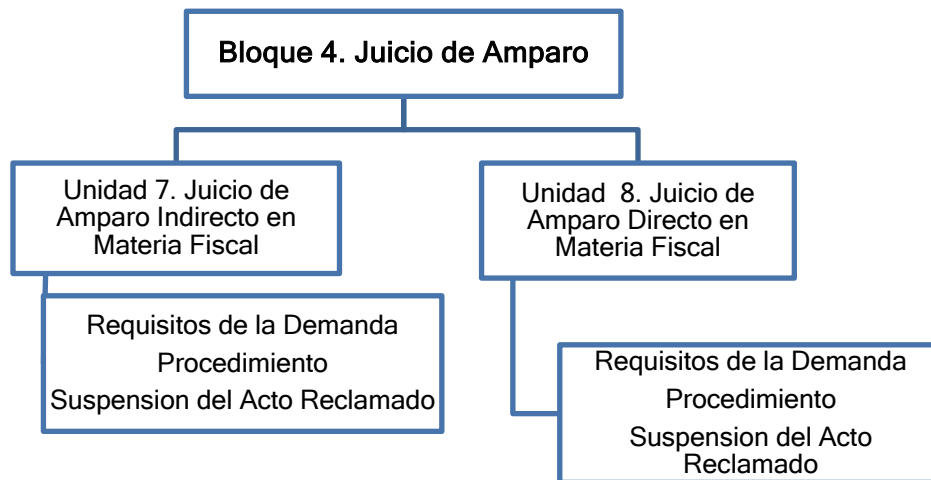 Bloque 4. Juicio de Amparo
Unidad 7. Juicio de
Amparo Indirecto en
Materia Fiscal
Requisitos de la Demanda
Procedimiento
Suspension del Acto Reclamado
Unidad 8. Juicio de
Amparo Directo en
Materia Fiscal
Requisitos de la Demanda
Procedimiento
Suspension del Acto
Reclamado